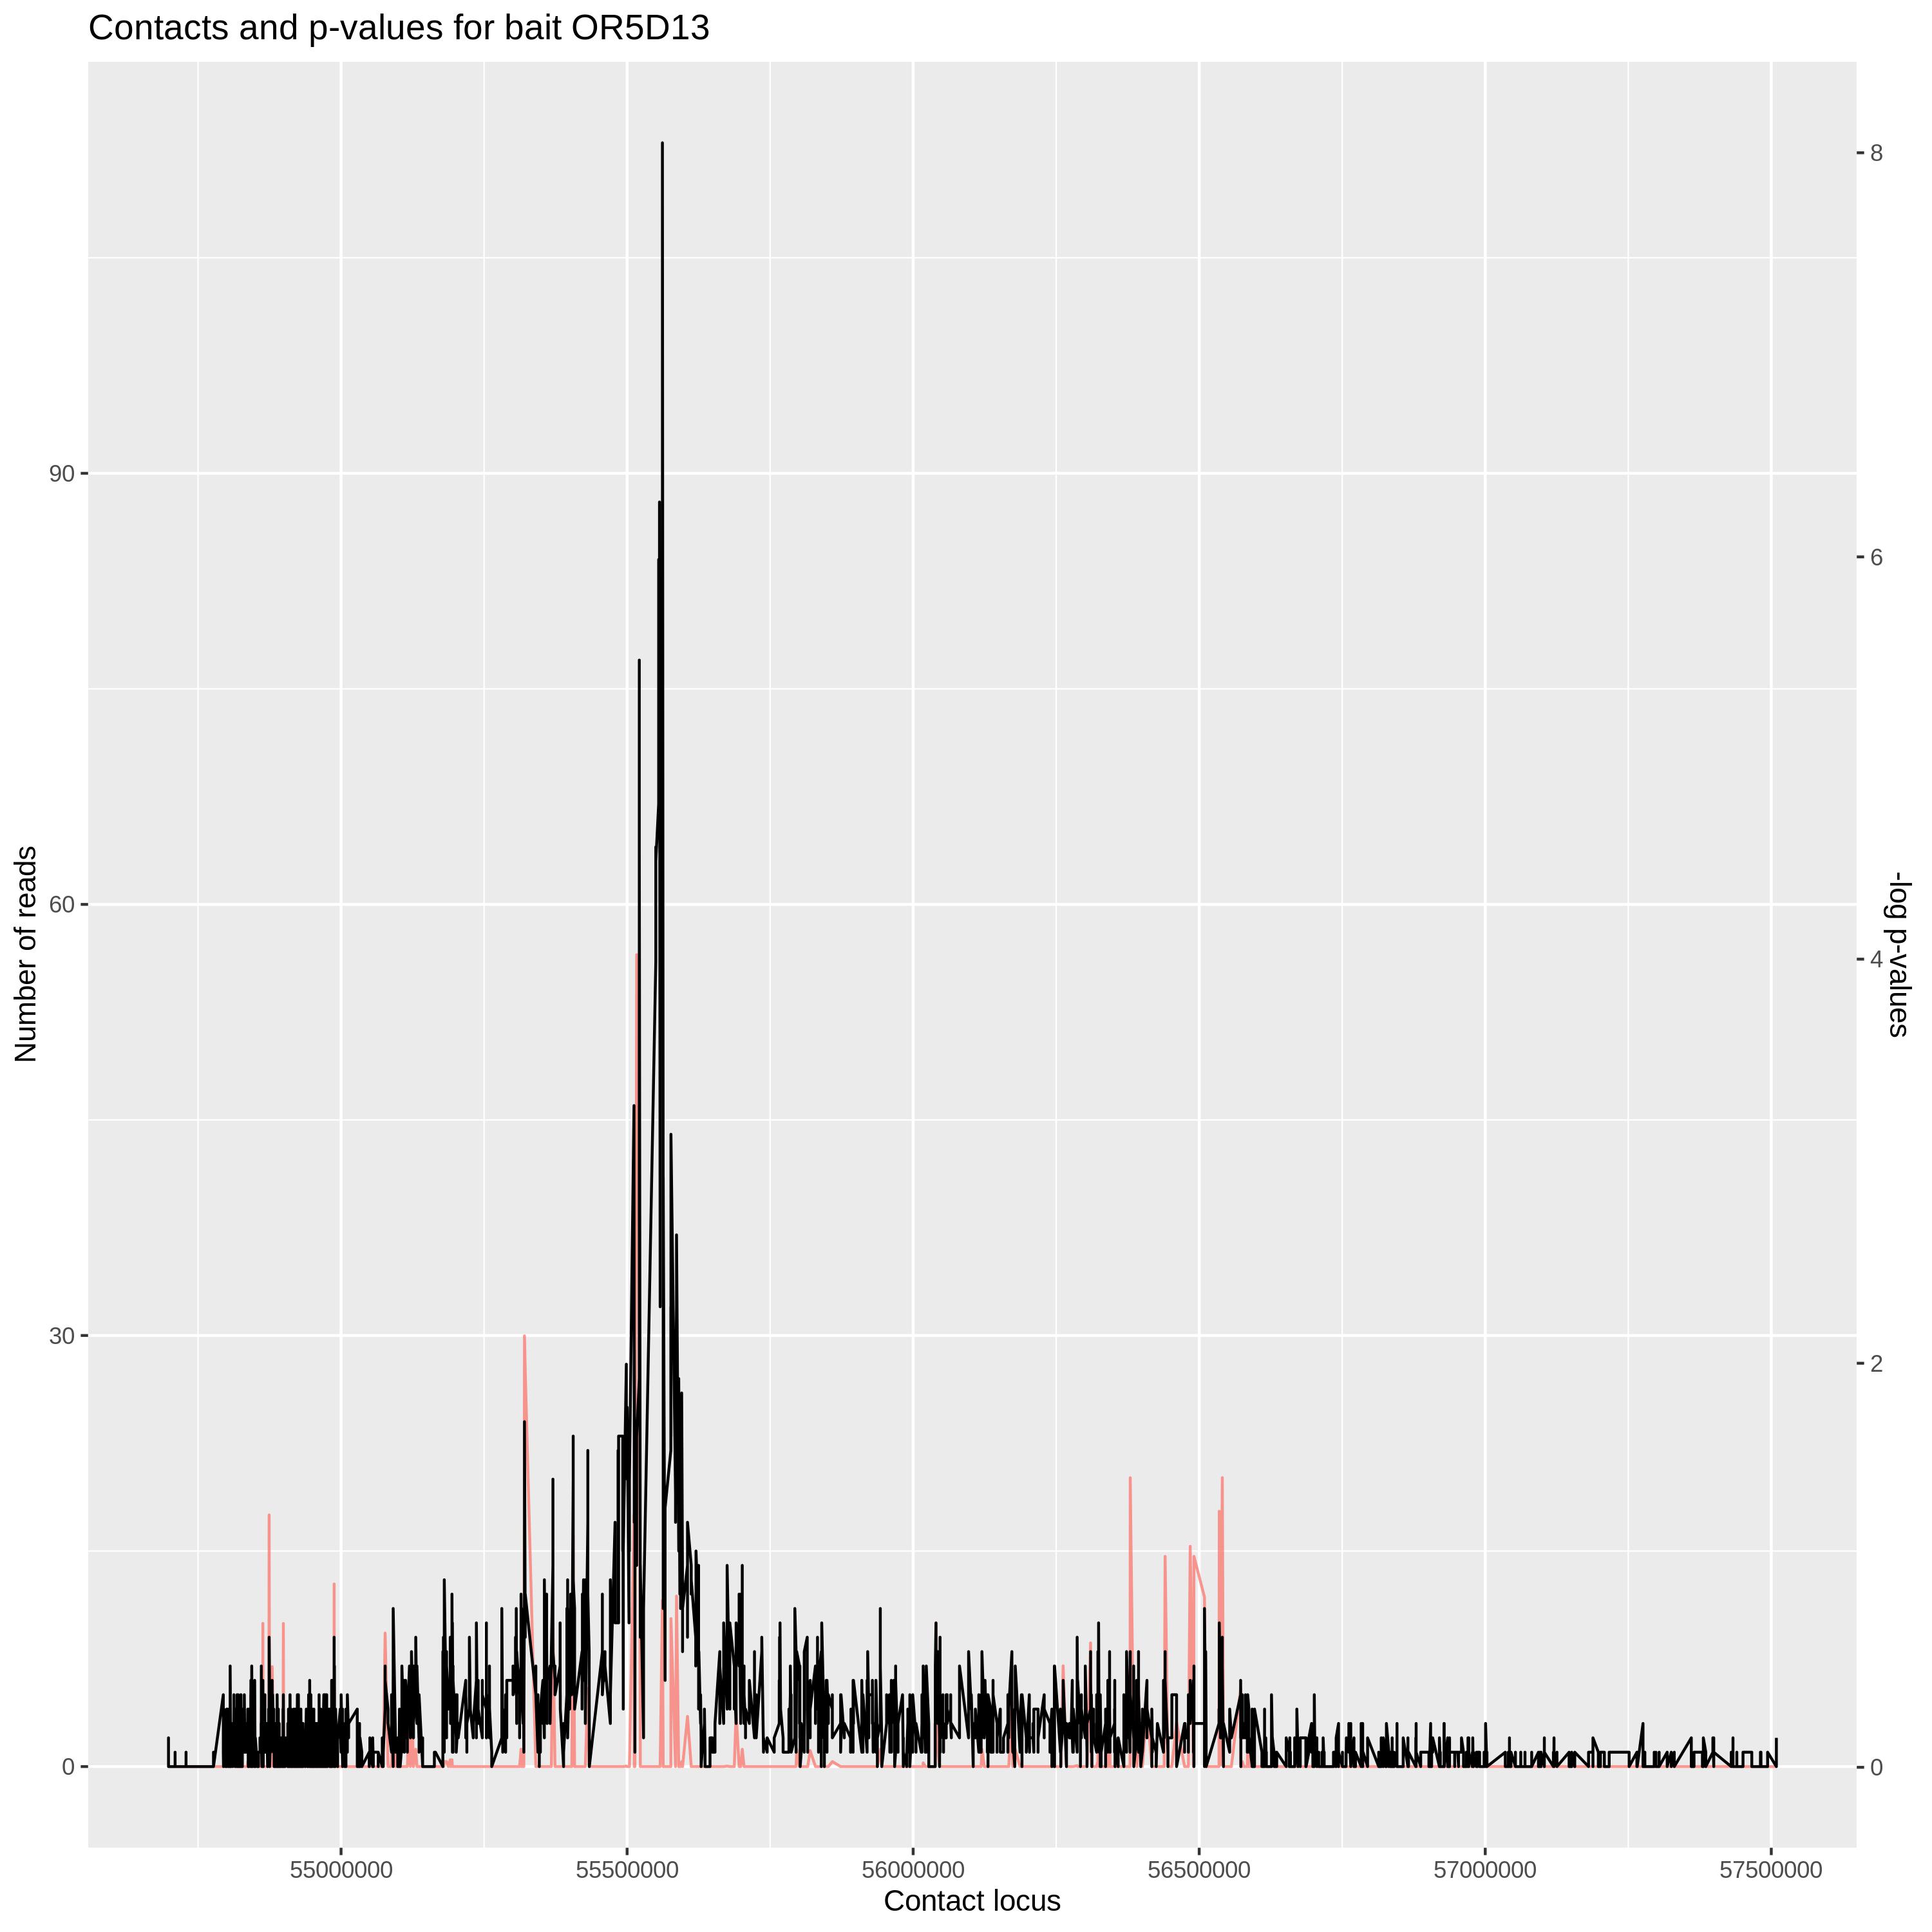 Contacts and p-values for bait OR5D13
Number of reads
90
60
30
0
8
6
4
2
0
-log p-values
55000000 55500000 56000000 56500000 57000000 57500000
Contact locus